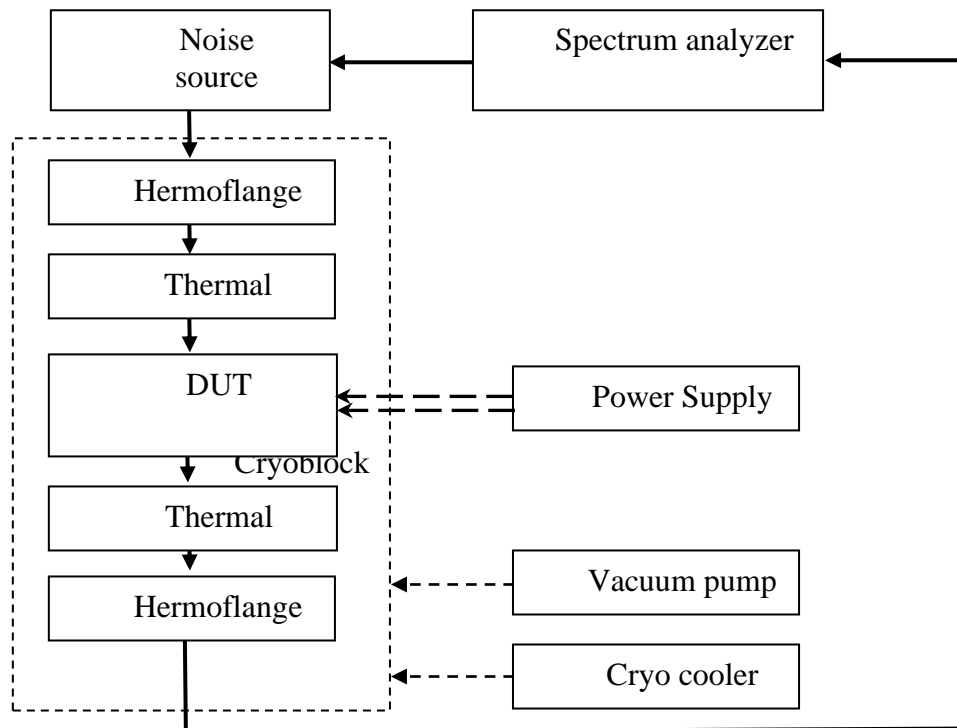 Noise
source
Spectrum analyzer
Hermoflange
Thermal
DUT
Power Supply
Cryoblock
Thermal
Vacuum pump
Hermoflange
Cryo cooler